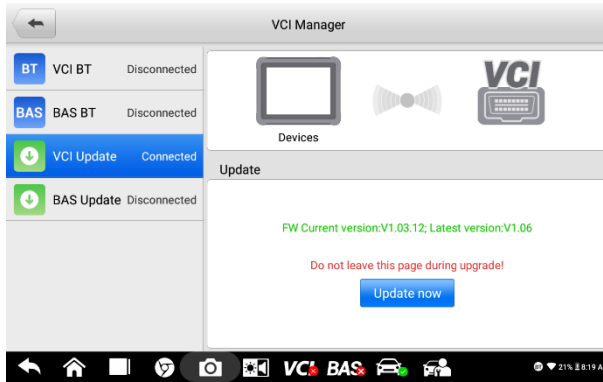 VCI Manager
BT VCI BT Disconnected
BAS BAS BT Disconnected
VCI Update Connected
BAS Update Disconnected
VCI
Devices
Update
FW Current version:V1.03.12; Latest version:V1.06
Do not leave this page during upgrade!
Update now
VCI BAS 21% 8:19 A